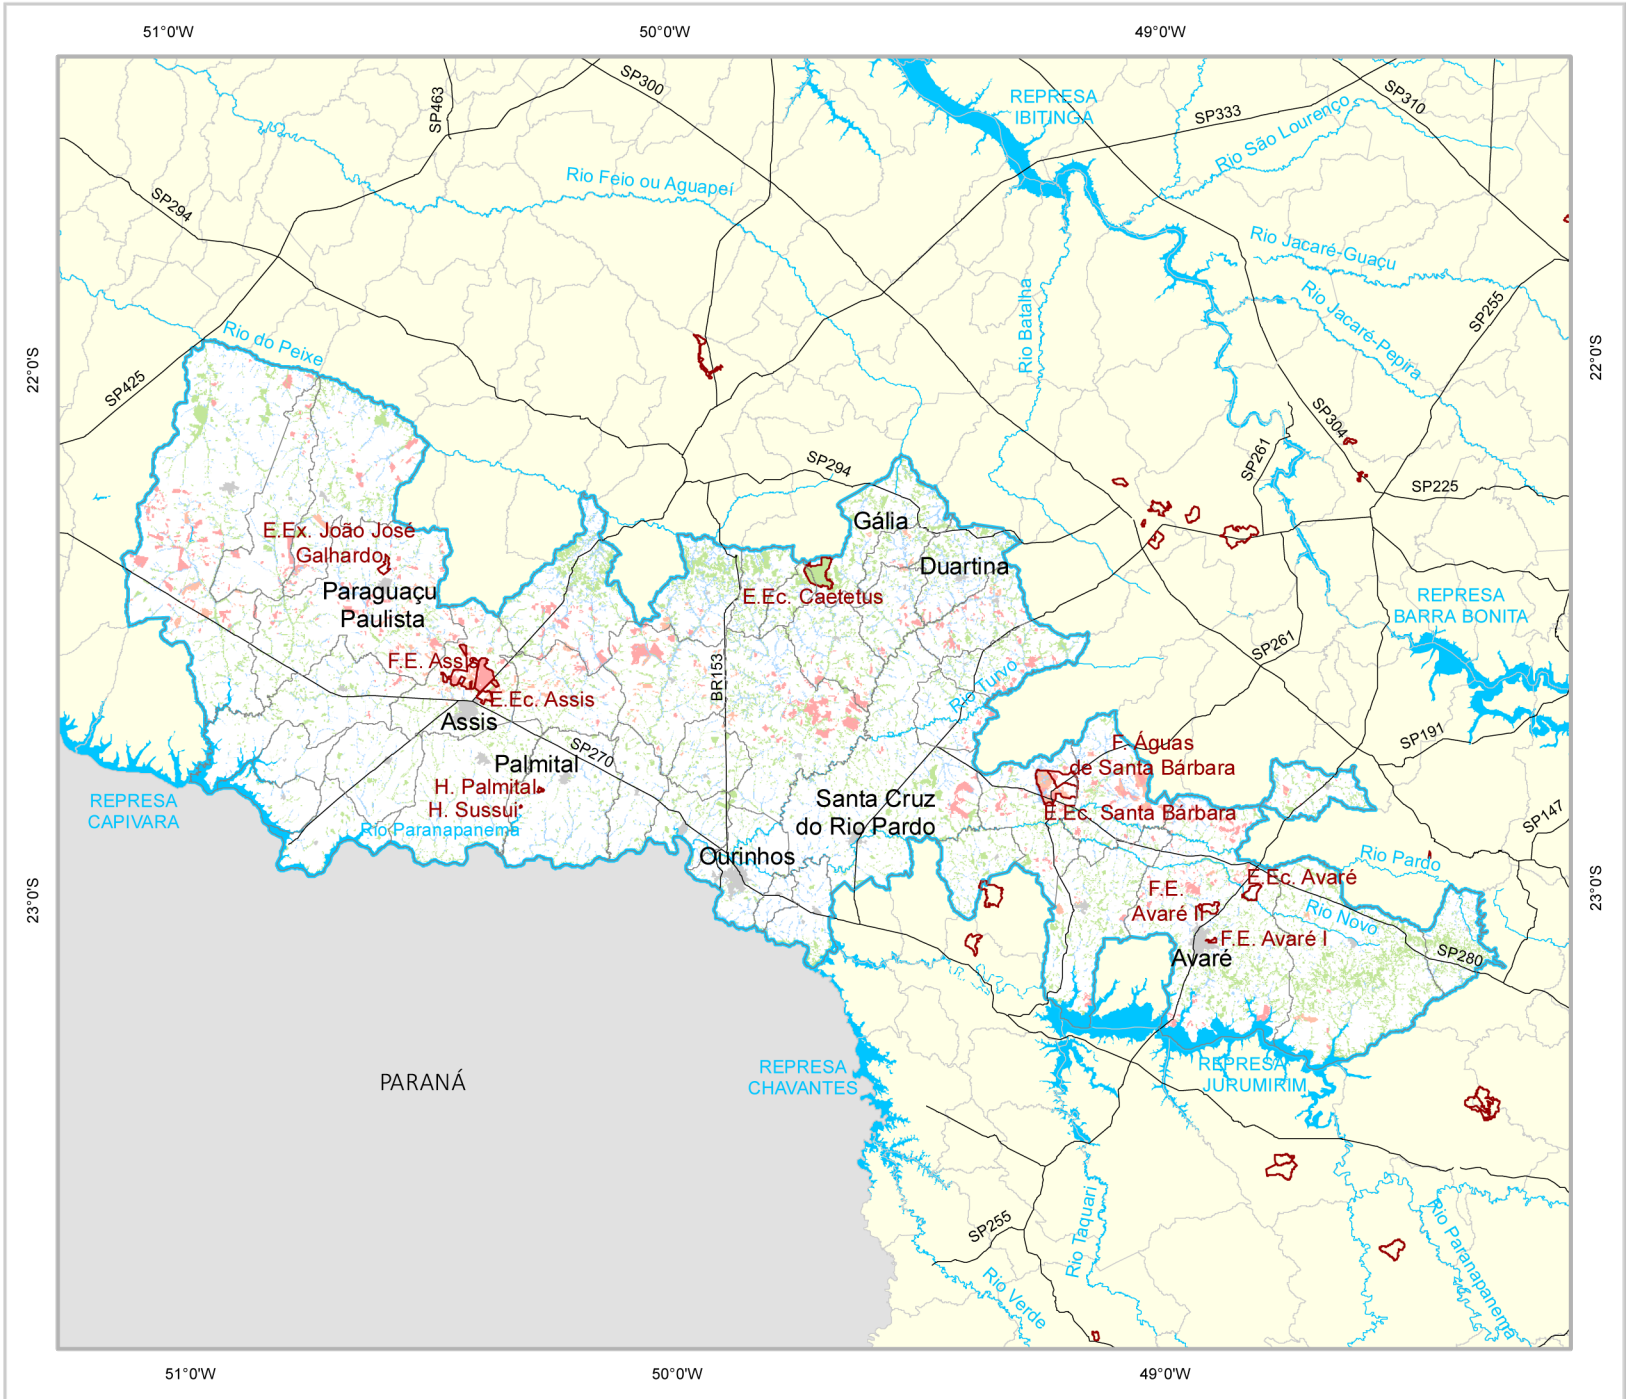 51°0'W
50°0'W
49°0'W
SP463
SP300
REPRESA
IBITINGA
SP333
SP310
Rio São Lourenço
Rio Feio ou Aguapeí
SP294
Rio Jacaré-Guaçu
Rio Batalha
Rio Jacaré-Pepira
SP255
Rio do Peixe
22°0'S
22°0'S
SP425
SP304
SP261
SP294
SP225
Gália
E.Ex. João José
Galhardo
Duartina
Paraguaçu
Paulista
E.Ec. Caetetus
REPRESA
BARRA BONITA
SP261
F.E. Assis
BR153
Rio Turvo
E.Ec. Assis
Assis
SP270
F. Águas
de Santa Bárbara
SP191
Palmital
H. Palmital
H. Sussui
Santa Cruz
do Rio Pardo
E.Ec. Santa Bárbara
REPRESA
CAPIVARA
Rio Paranapanema
SP147
Ourinhos
Rio Pardo
E.Ec. Avaré
F.E.
Avaré II
23°0'S
23°0'S
Rio Novo
F.E. Avaré I
Avaré
SP280
REPRESA
CHAVANTES
REPRESA
JURUMIRIM
PARANÁ
SP255
Rio Taquari
Rio Paranapanema
Rio Verde
51°0'W
50°0'W
49°0'W